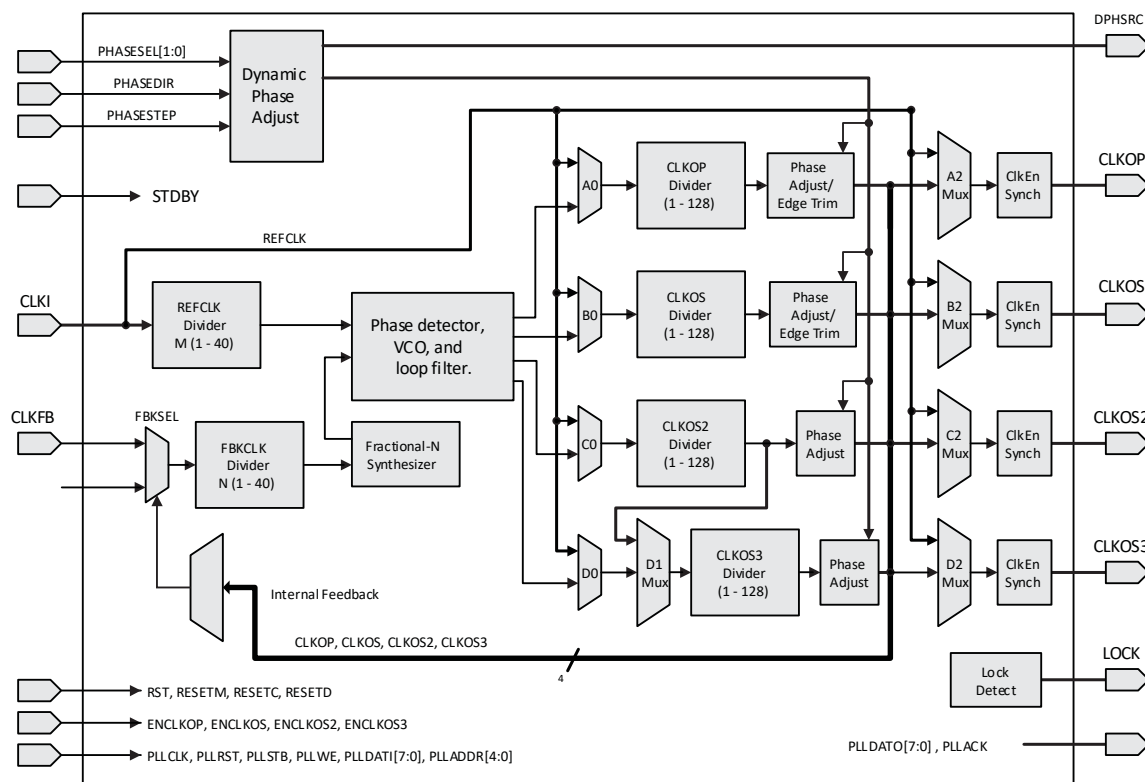 DPHSRC
PHASESEL[1:0]
PHASEDIR
PHASESTEP
Dynamic
Phase
Adjust
STDBY
REFCLK
CLKI
REFCLK
Divider
M (1 - 40)
Phase detector,
VCO, and
loop filter.
CLKFB
FBKSEL
FBKCLK
Divider
N (1 - 40)
Fractional-N
Synthesizer
A0
CLKOP
Divider
(1 - 128)
Phase
Adjust/
Edge Trim
A2
Mux
ClkEn
Synch
CLKOP
B0
CLKOS
Divider
(1 - 128)
Phase
Adjust/
Edge Trim
B2
Mux
ClkEn
Synch
CLKOS
C0
CLKOS2
Divider
(1 - 128)
Phase
Adjust
C2
Mux
ClkEn
Synch
CLKOS2
D0
D1
Mux
CLKOS3
Divider
(1 - 128)
Phase
Adjust
D2
Mux
ClkEn
Synch
CLKOS3
Internal Feedback
CLKOP, CLKOS, CLKOS2, CLKOS3
4
Lock
Detect
LOCK
RST, RESETM, RESETC, RESETD
ENCLKOP, ENCLKOS, ENCLKOS2, ENCLKOS3
PLLCLK, PLLRST, PLLSTB, PLLWE, PLLDATI[7:0], PLLADDR[4:0]
PLLDATO[7:0] , PLLACK